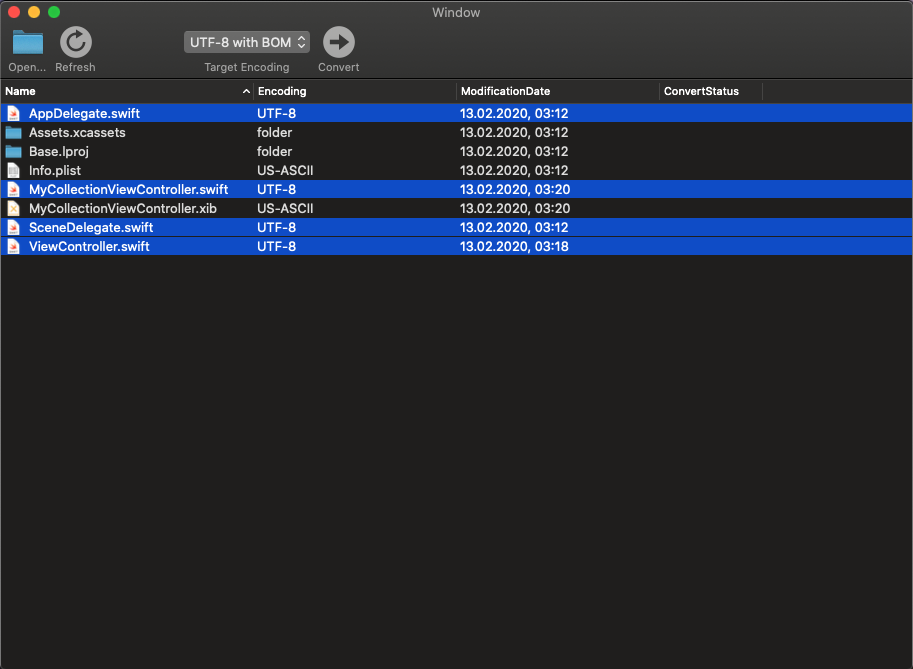 Window
UTF-8 with BOM
Open... Refresh Target Encoding Convert
Name Encoding ModificationDate ConvertStatus
AppDelegate.swift UTF-8 13.02.2020, 03:12
Assets.xcassets folder 13.02.2020, 03:12
Base.lproj folder 13.02.2020, 03:12
Info.plist US-ASCII 13.02.2020, 03:12
MyCollectionViewController.swift UTF-8 13.02.2020, 03:20
MyCollectionViewController.xib US-ASCII 13.02.2020, 03:20
SceneDelegate.swift UTF-8 13.02.2020, 03:12
ViewController.swift UTF-8 13.02.2020, 03:18